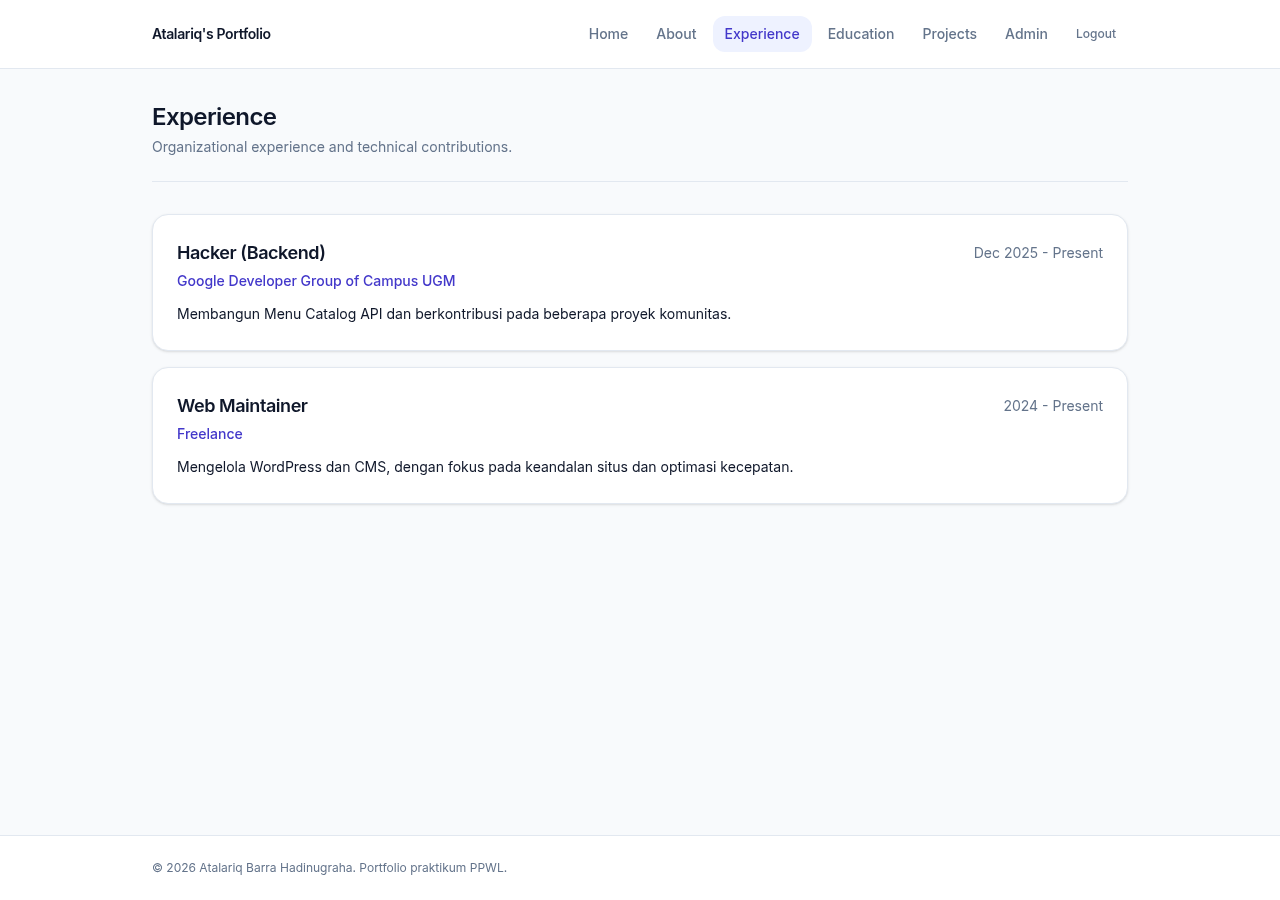 Atalariq's Portfolio Home About Experience Education Projects Admin Logout
Experience
Organizational experience and technical contributions.
Hacker (Backend) Dec 2025 - Present
Google Developer Group of Campus UGM
Membangun Menu Catalog API dan berkontribusi pada beberapa proyek komunitas.
Web Maintainer 2024 - Present
Freelance
Mengelola WordPress dan CMS, dengan fokus pada keandalan situs dan optimasi kecepatan.
© 2026 Atalariq Barra Hadinugraha. Portfolio praktikum PPWL.